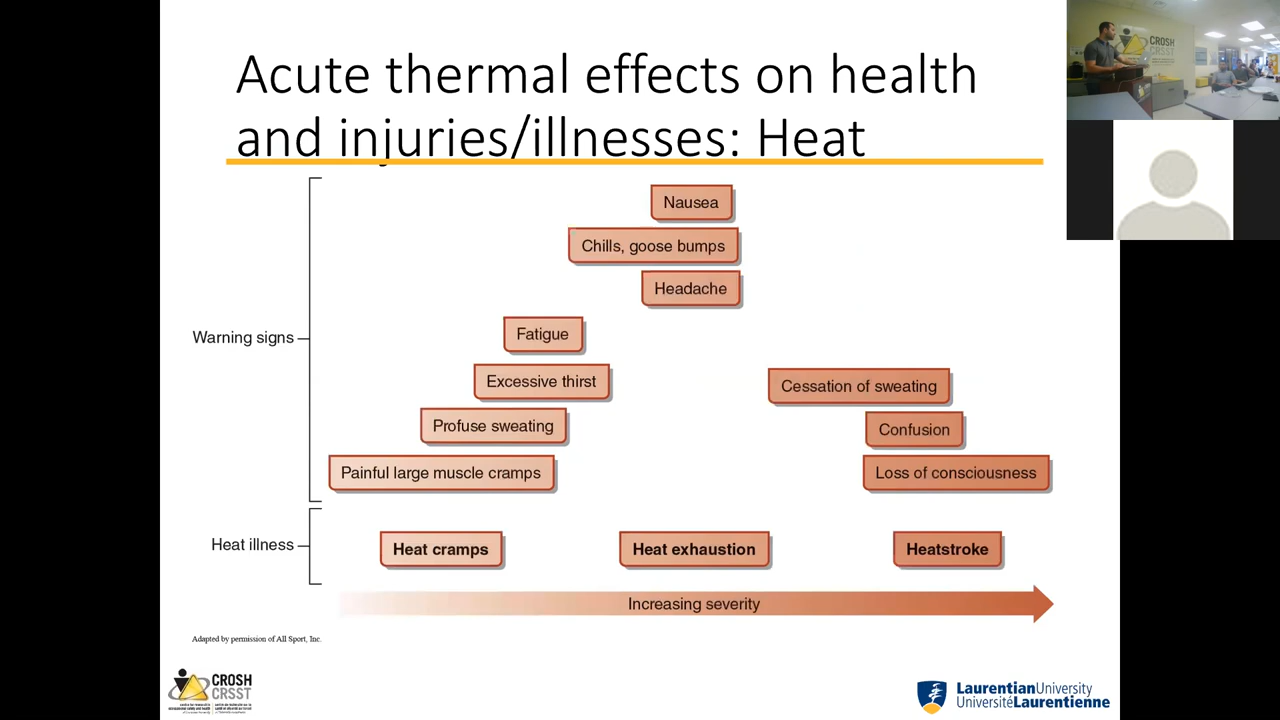 Acute thermal effects on health
and injuries/illnesses: Heat
CROSH
CRSST
Nausea
Chills, goose bumps
Headache
Warning signs
Fatigue
Excessive thirst
Cessation of sweating
Profuse sweating
Confusion
Painful large muscle cramps
Loss of consciousness
Heat illness
Heat cramps
Heat exhaustion
Heatstroke
Increasing severity
Adapted by permission of All Sport, Inc.
CROSH
CRSST
LaurentianUniversity
UniversitéLaurentienne